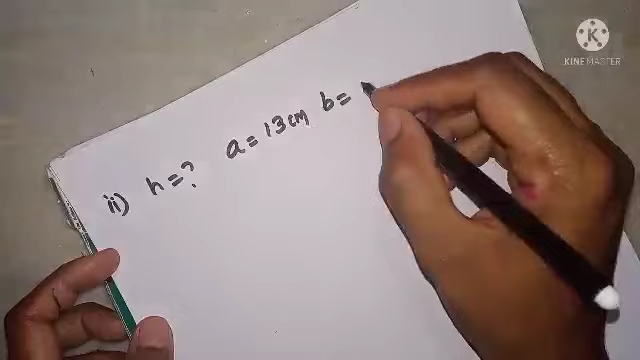 ii) h=? a=13cm b=
K
KINEMASTER